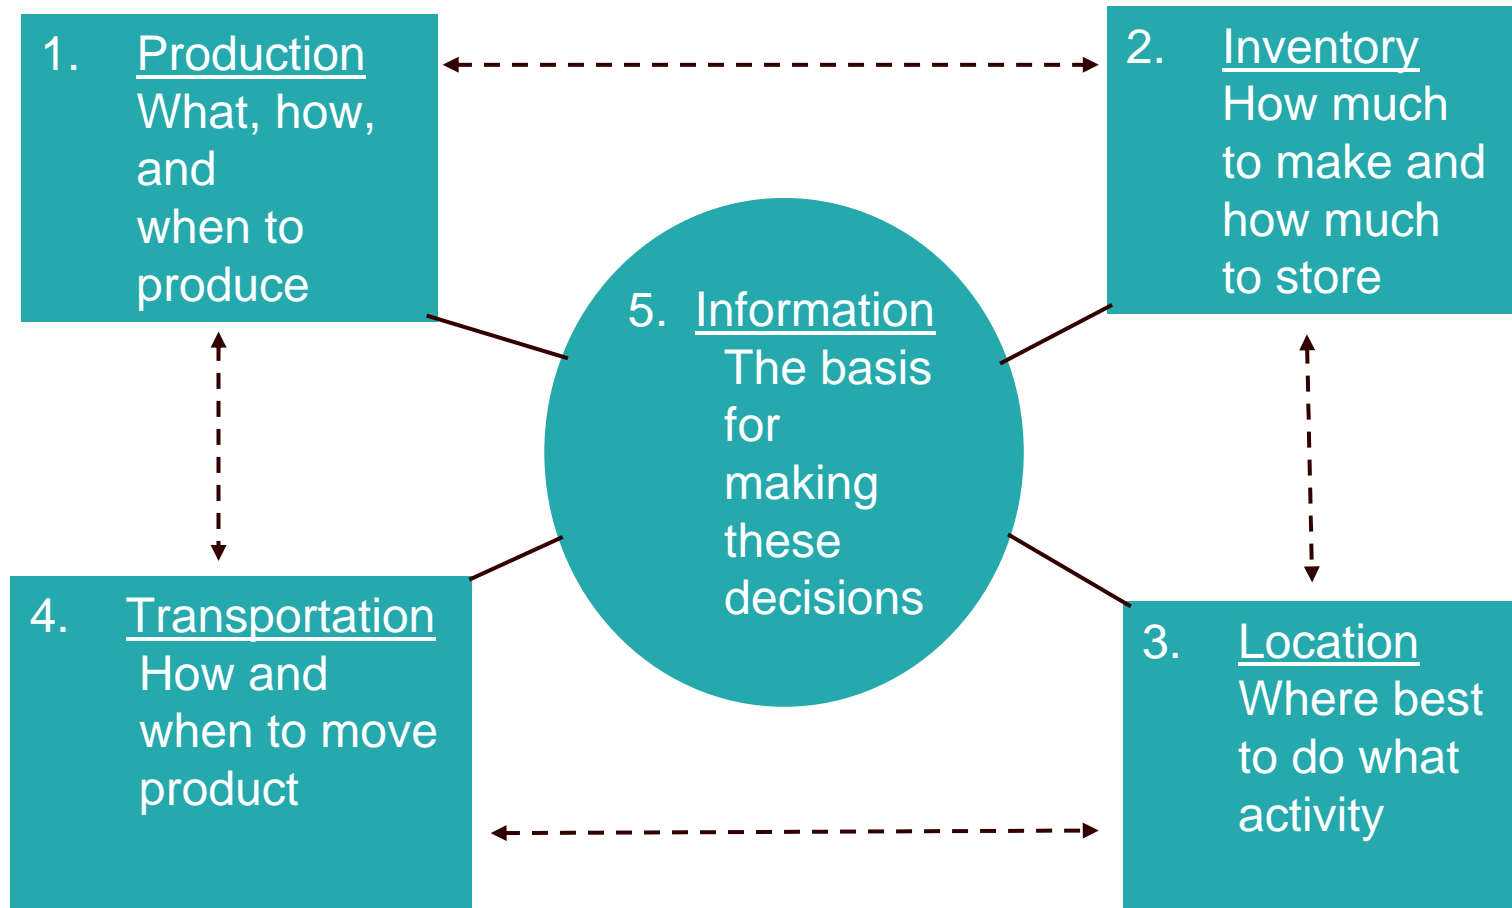 1. Production
What, how,
and
when to
produce
2. Inventory
How much
to make and
how much
to store
5. Information
The basis
for
making
these
decisions
4. Transportation
How and
when to move
product
3. Location
Where best
to do what
activity